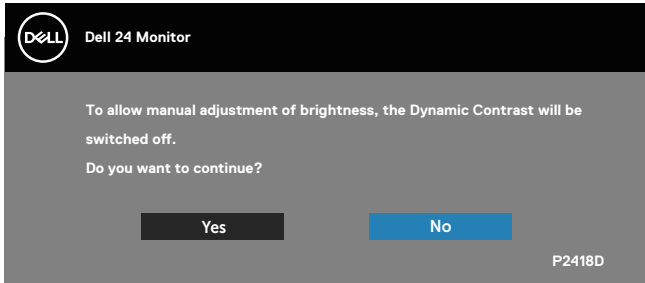 DELL
Dell 24 Monitor
To allow manual adjustment of brightness, the Dynamic Contrast will be
switched off.
Do you want to continue?
Yes No
P2418D